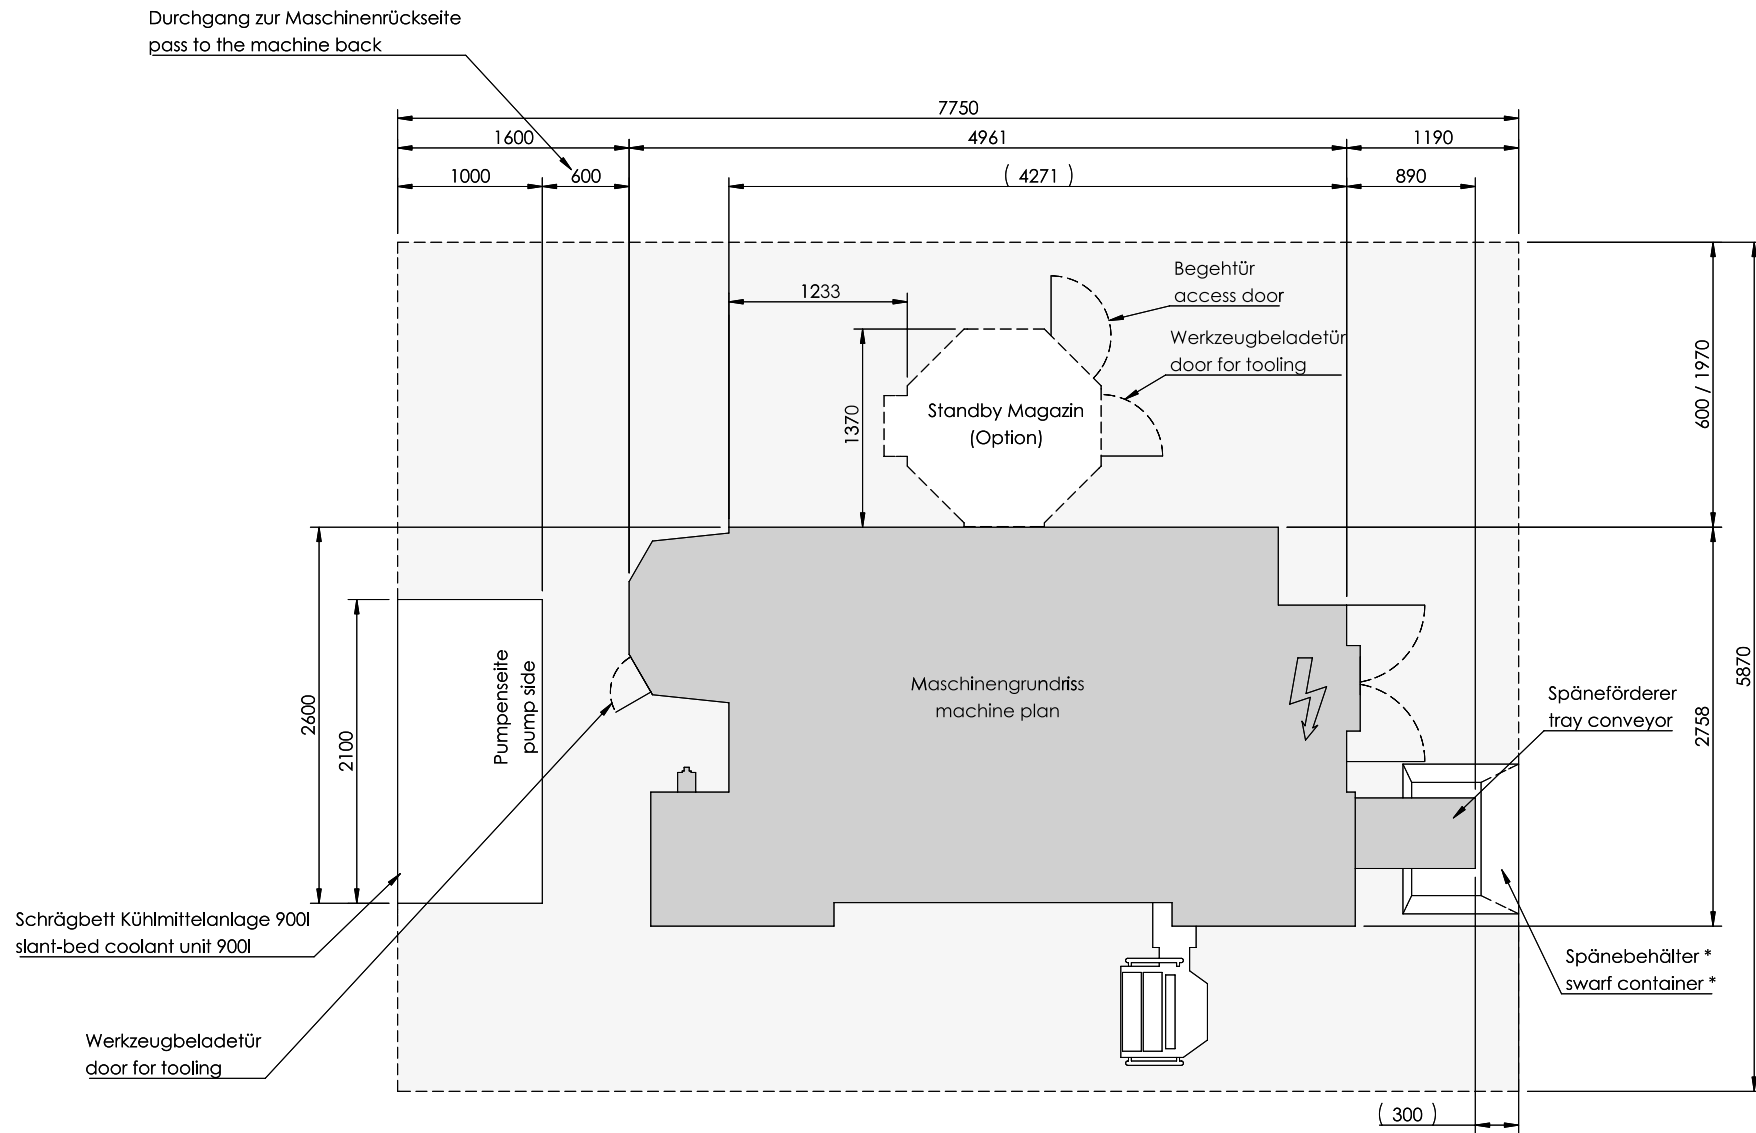 Durchgang zur Maschinenrückseite
pass to the machine back
7750
1600
4961
1190
1000
600
( 4271 )
890
Begehtür
access door
1233
Werkzeugbeladetür
door for tooling
600 / 1970
1370
Standby Magazin
(Option)
Pumpenseite
pump side
Maschinengrundriss
machine plan
2600
2100
5870
2758
Späneförderer
tray conveyor
Schrägbett Kühlmittelanlage 900l
slant-bed coolant unit 900l
Spänebehälter *
swarf container *
Werkzeugbeladetür
door for tooling
( 300 )